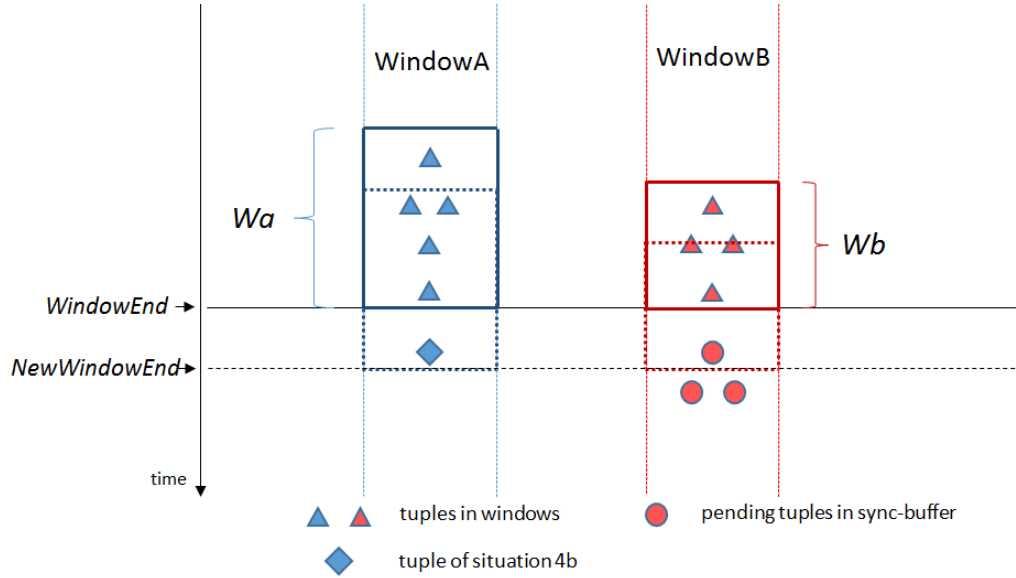 WindowA
WindowB
Wa
Wb
WindowEnd
NewWindowEnd
time
tuples in windows
pending tuples in sync-buffer
tuple of situation 4b